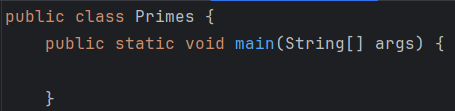 public class Primes {
    public static void main(String[] args) {
    }